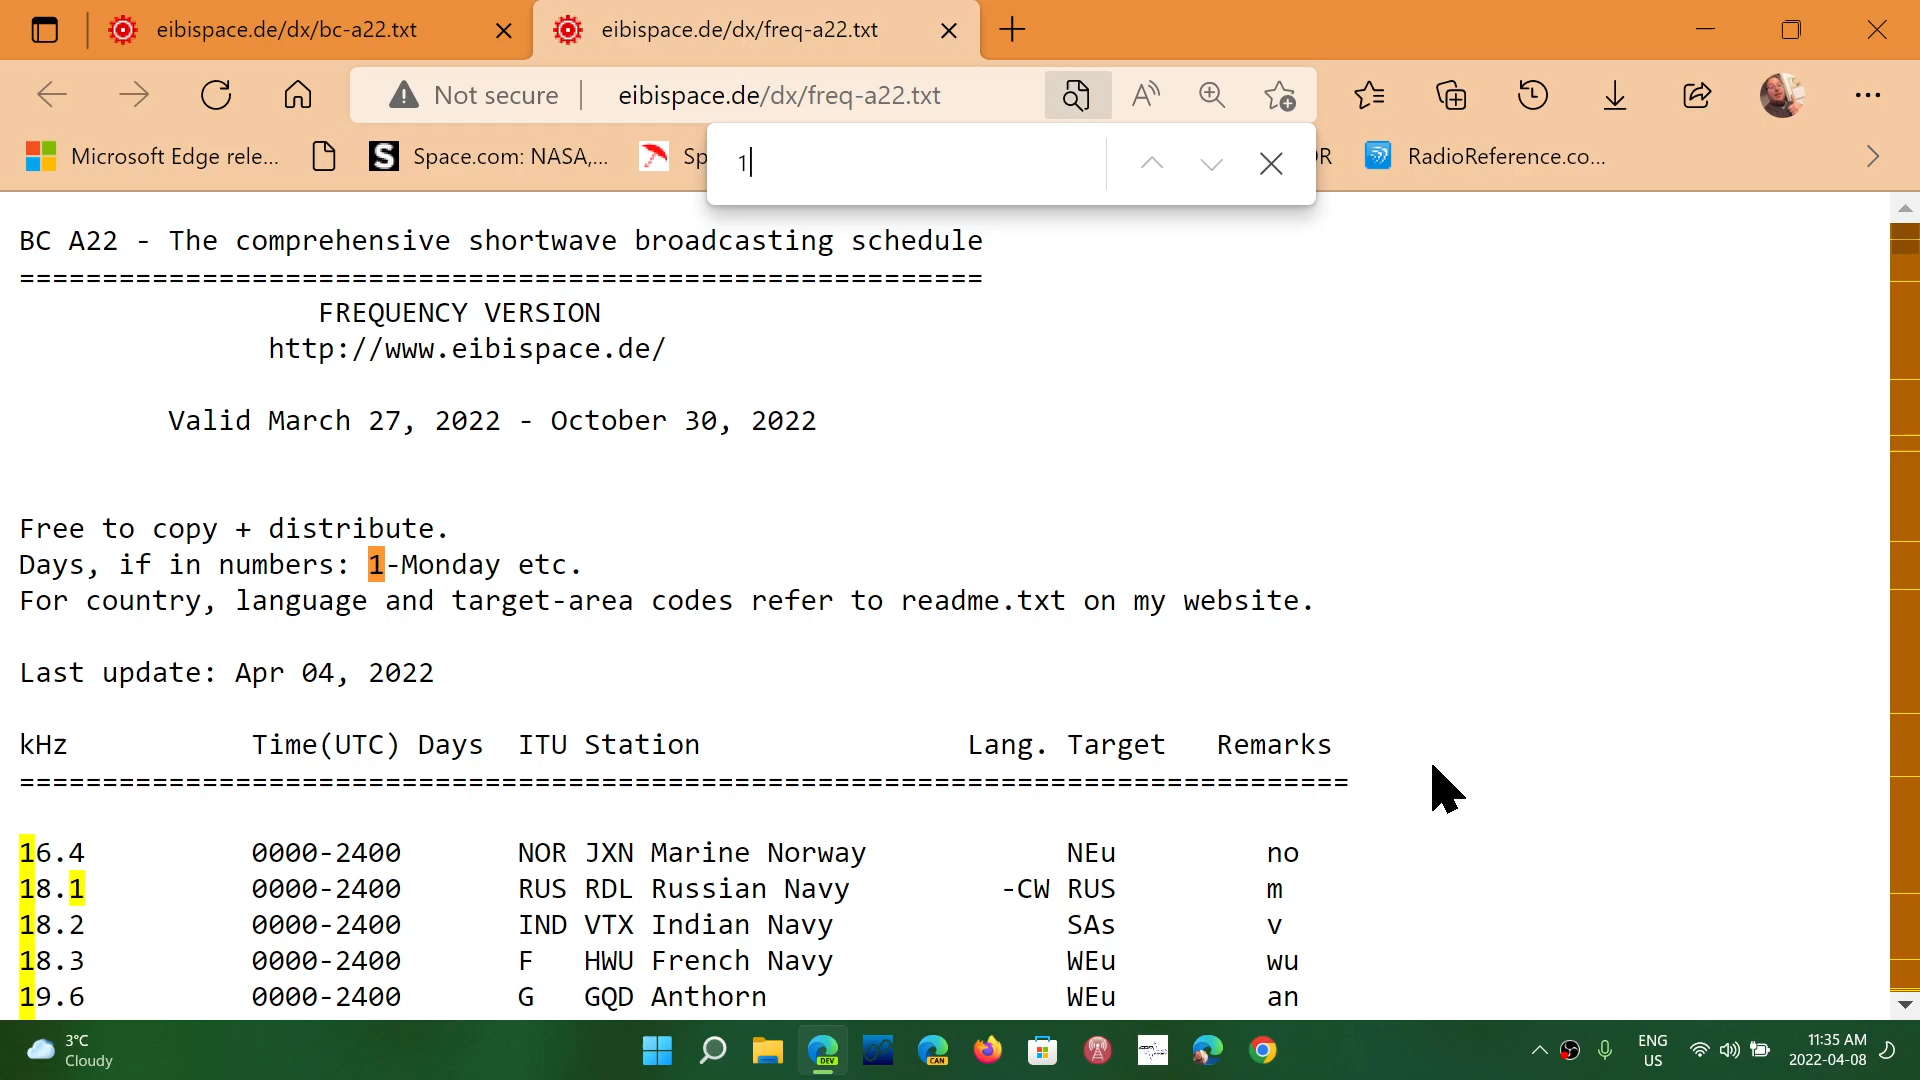 eibispace.de/dx/bc-a22.txt
eibispace.de/dx/freq-a22.txt
Not secure
eibispace.de/dx/freq-a22.txt
Microsoft Edge rele...
S
Space.com: NASA,...
Sp
1
OR
RadioReference.co...
BC A22 - The comprehensive shortwave broadcasting schedule
==========================================================
FREQUENCY VERSION
http://www.eibispace.de/
Valid March 27, 2022 - October 30, 2022
Free to copy + distribute.
Days, if in numbers: 1-Monday etc.
For country, language and target-area codes refer to readme.txt on my website.
Last update: Apr 04, 2022
kHz Time(UTC) Days ITU Station Lang. Target Remarks
================================================================================
16.4 0000-2400 NOR JXN Marine Norway NEu no
18.1 0000-2400 RUS RDL Russian Navy -CW RUS m
18.2 0000-2400 IND VTX Indian Navy SAs v
18.3 0000-2400 F HWU French Navy WEu wu
19.6 0000-2400 G GQD Anthorn WEu an
3°C
Cloudy
DEV
CAN
ENG
US
11:35 AM
2022-04-08